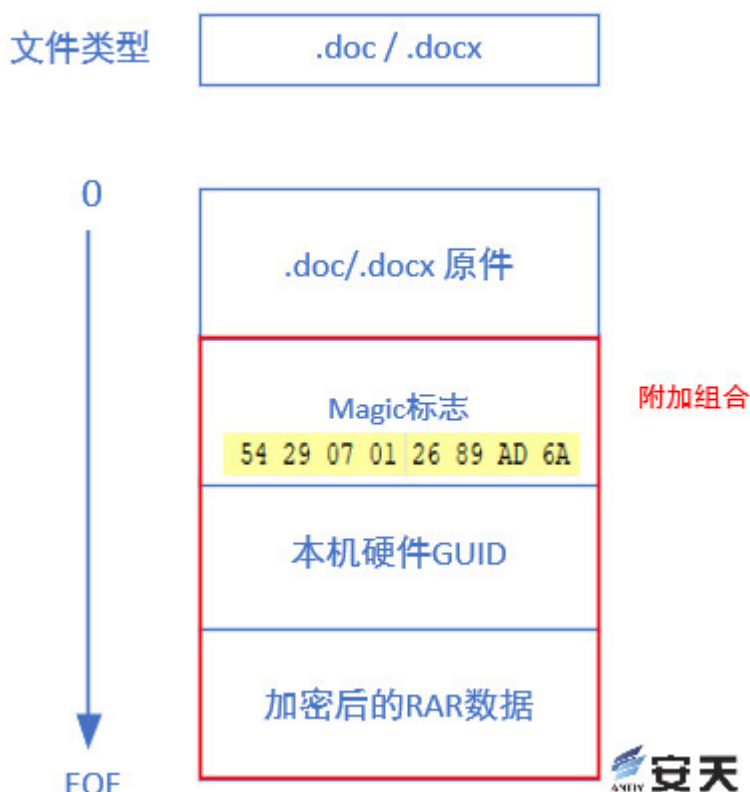 文件类型
.doc / .docx
0
.doc/.docx 原件
Magic标志
附加组合
54 29 07 01 26 89 AD 6A
本机硬件GUID
加密后的RAR数据
EOF
ANTIY 安天